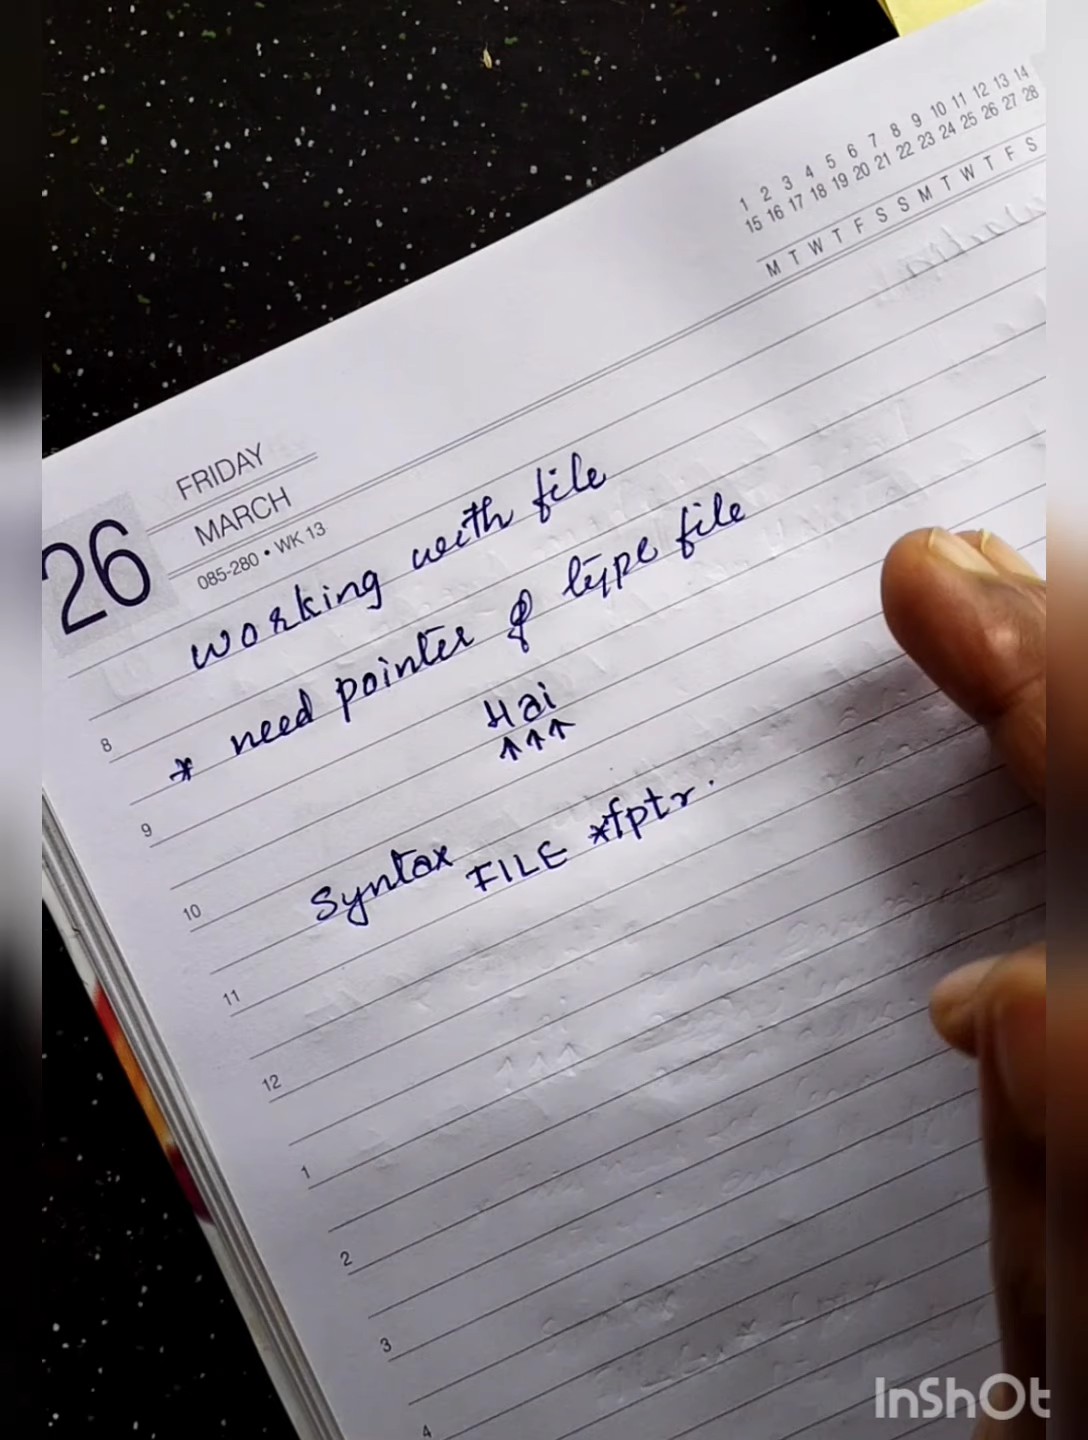 1 2 3 4 5 6 7 8 9 10 11 12 13 14
15 16 17 18 19 20 21 22 23 24 25 26 27 28
M T W T F S S M T W T F S
FRIDAY
26
MARCH
085-280 • WK 13
working with file
8
* need pointer of type file
Hai
↑↑↑
9
Syntax
FILE *fptr.
10
11
12
1
2
3
4
InShOt